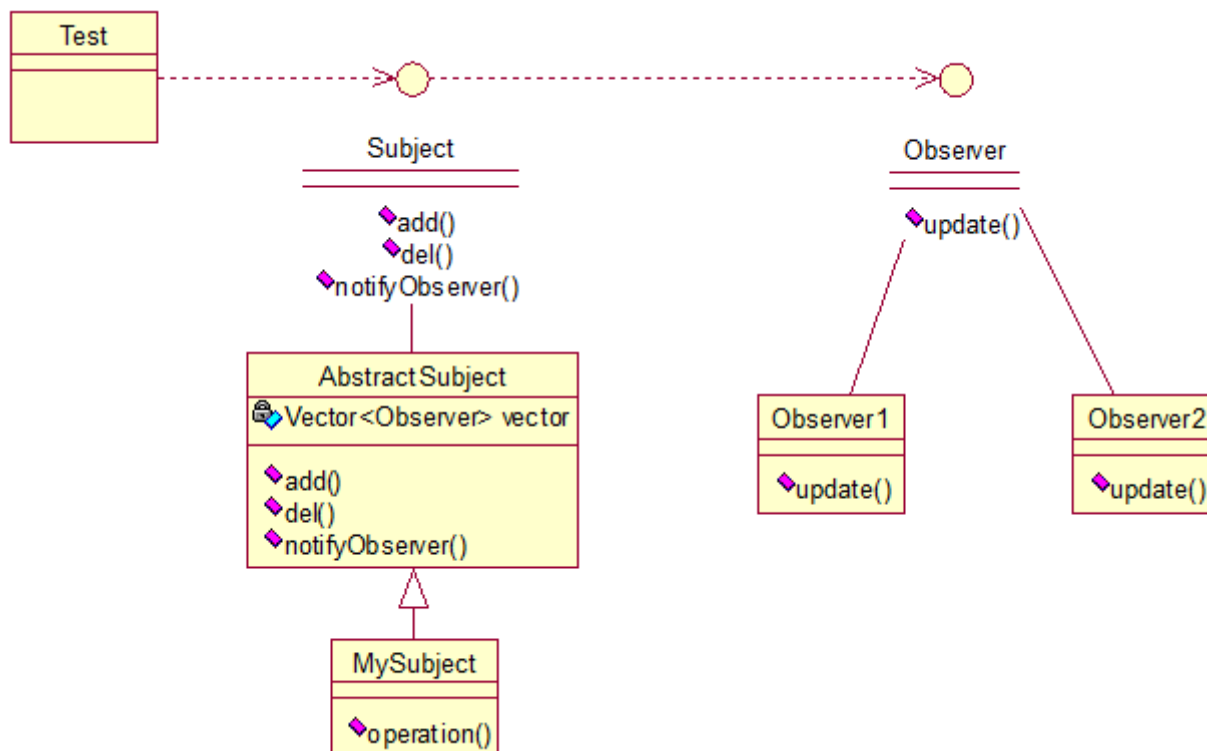 Test
Subject
add()
del()
notifyObserver()
Observer
update()
AbstractSubject
Vector<Observer> vector
add()
del()
notifyObserver()
Observer1
update()
Observer2
update()
MySubject
operation()